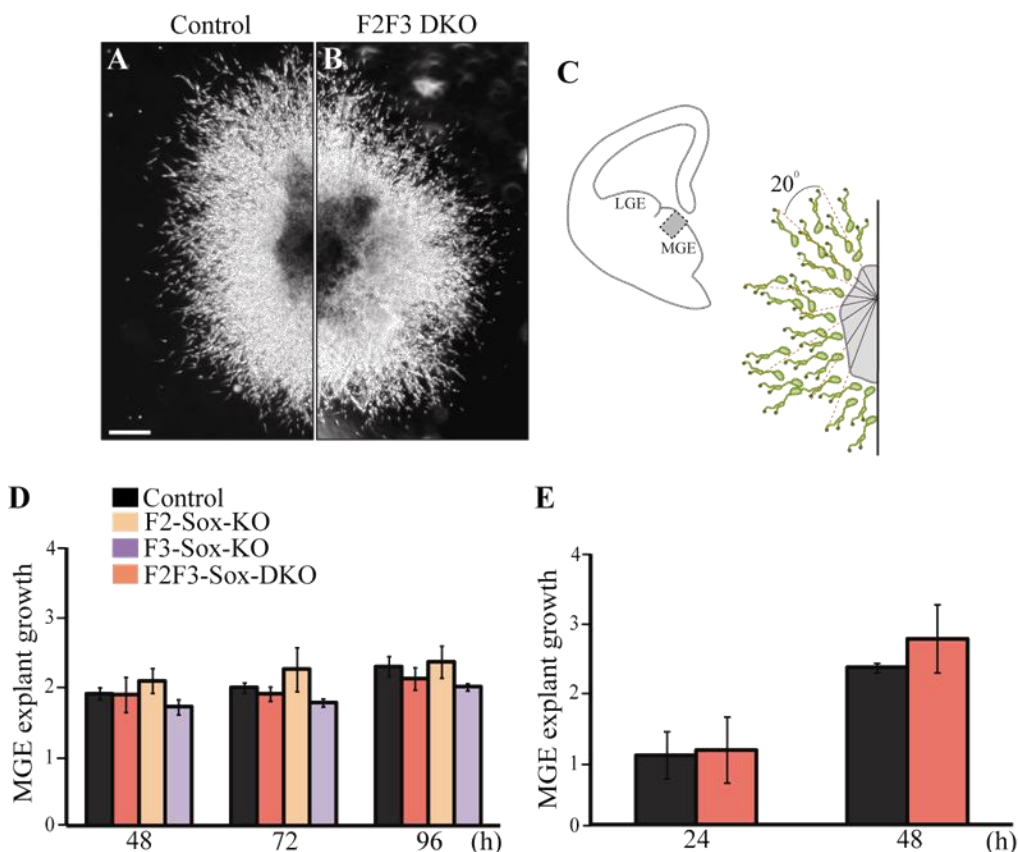 Control F2F3 DKO
A B
C
20°
LGE
MGE
D
Control
F2-Sox-KO
F3-Sox-KO
F2F3-Sox-DKO
MGE explant growth
4
3
2
1
0
48 72 96 (h)
E
MGE explant growth
4
3
2
1
0
24 48 (h)